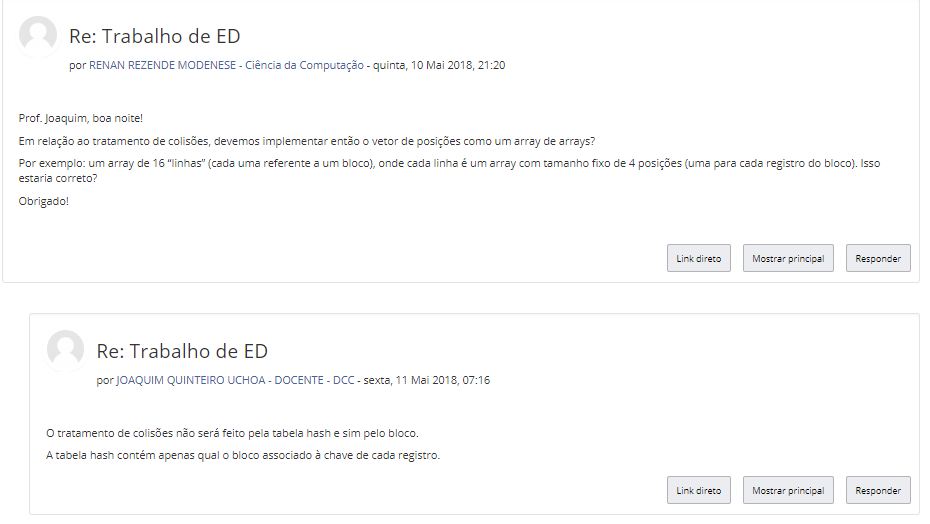 Re: Trabalho de ED
por RENAN REZENDE MODENESE - Ciência da Computação - quinta, 10 Mai 2018, 21:20
Prof. Joaquim, boa noite!
Em relação ao tratamento de colisões, devemos implementar então o vetor de posições como um array de arrays?
Por exemplo: um array de 16 “linhas” (cada uma referente a um bloco), onde cada linha é um array com tamanho fixo de 4 posições (uma para cada registro do bloco). Isso
estaria correto?
Obrigado!
Link direto Mostrar principal Responder
Re: Trabalho de ED
por JOAQUIM QUINTEIRO UCHOA - DOCENTE - DCC - sexta, 11 Mai 2018, 07:16
O tratamento de colisões não será feito pela tabela hash e sim pelo bloco.
A tabela hash contém apenas qual o bloco associado à chave de cada registro.
Link direto Mostrar principal Responder